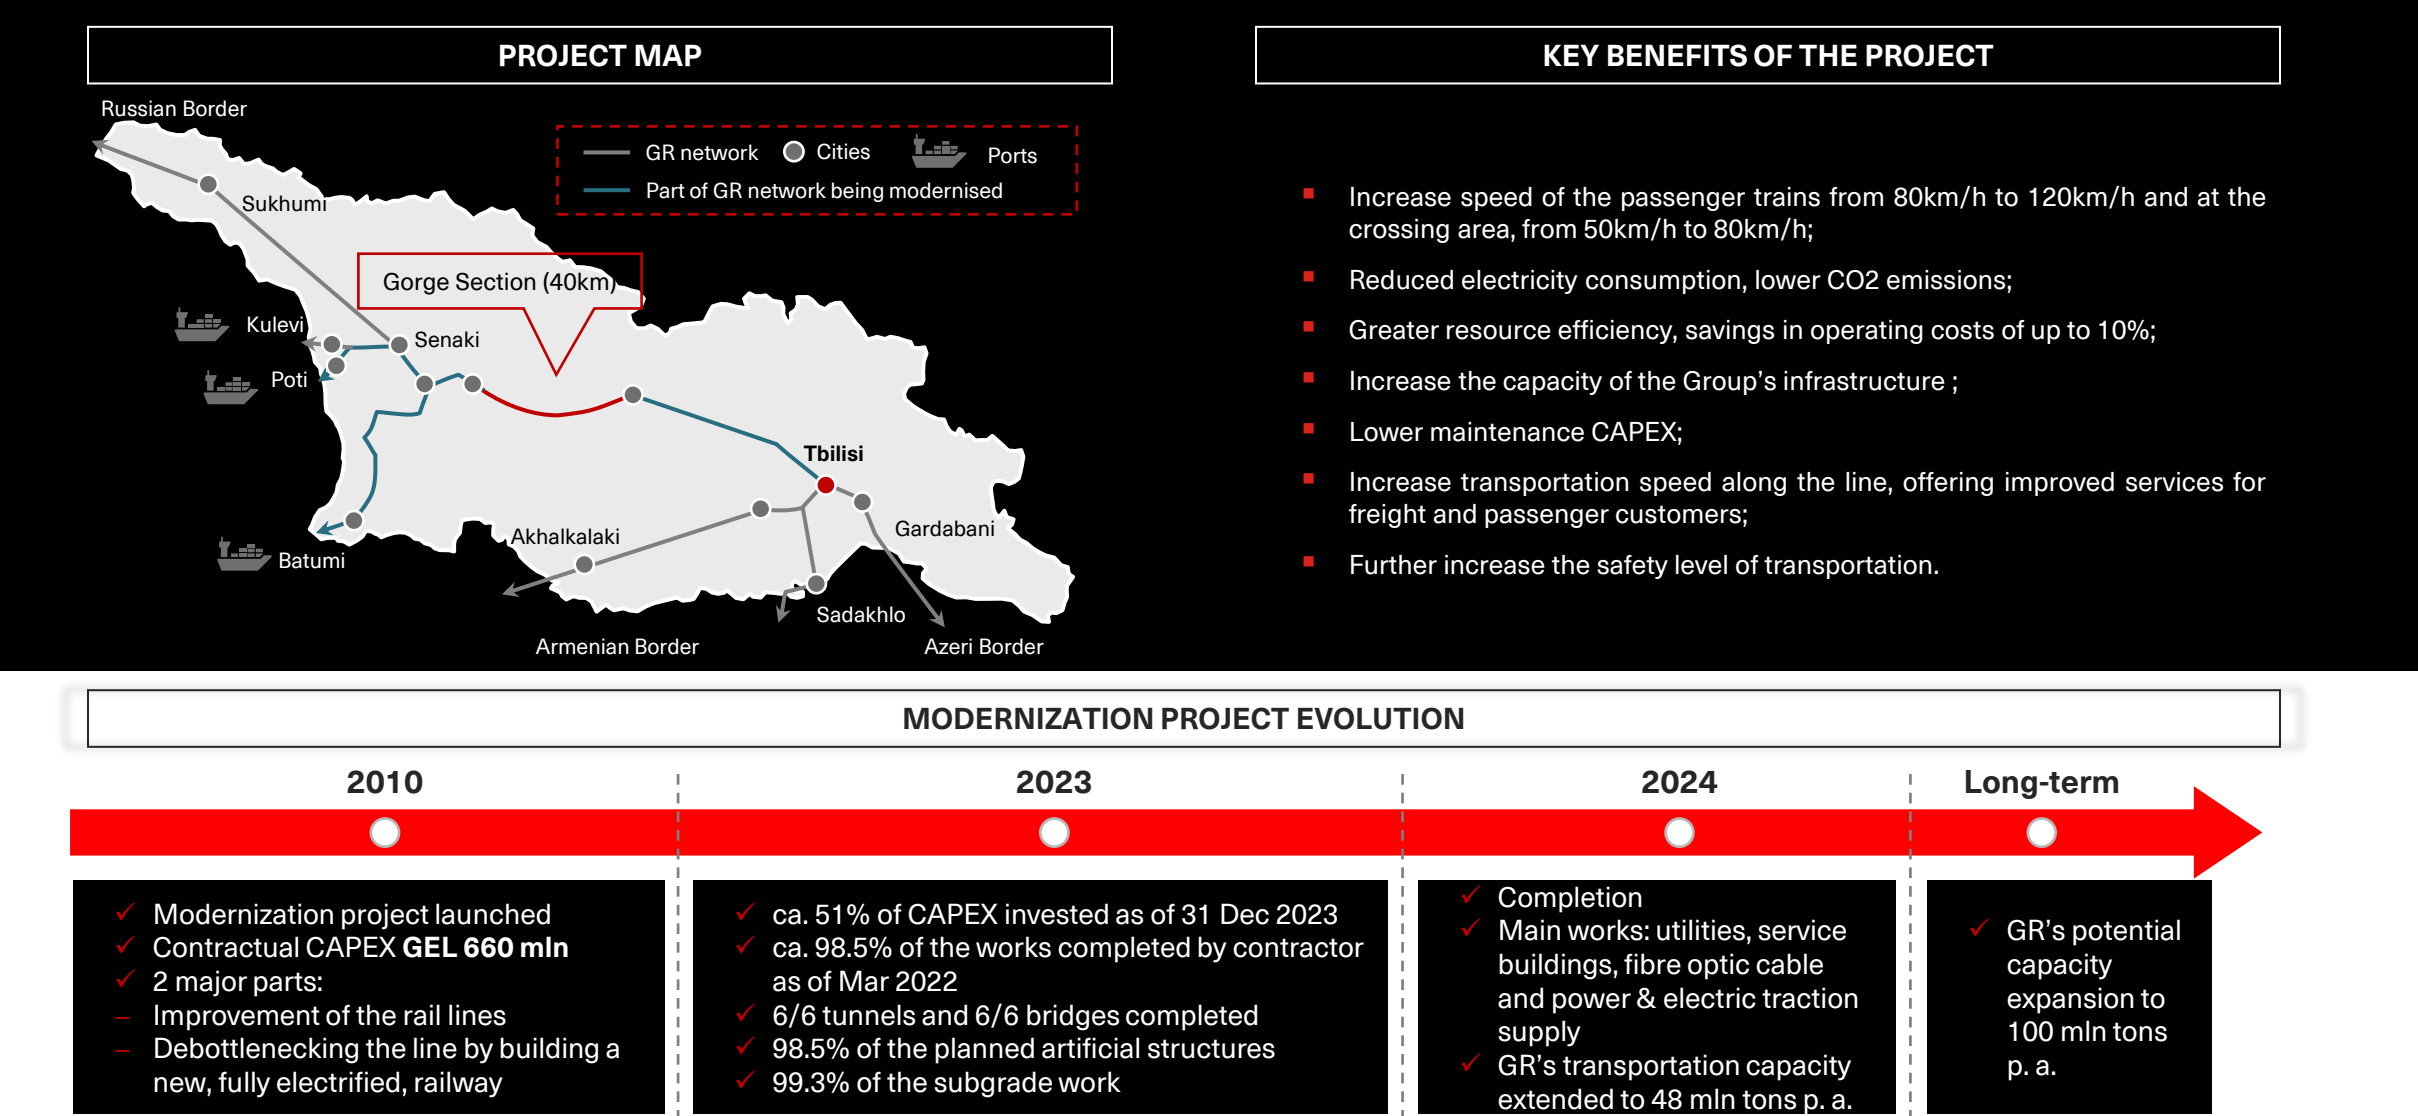 PROJECT MAP
Russian Border
GR network
Cities
Ports
Part of GR network being modernised
Sukhumi
Gorge Section (40km)
Kulevi
Senaki
Poti
Tbilisi
Akhalkalaki
Gardabani
Batumi
Sadakhlo
Armenian Border
Azeri Border
KEY BENEFITS OF THE PROJECT
Increase speed of the passenger trains from 80km/h to 120km/h and at the
crossing area, from 50km/h to 80km/h;
Reduced electricity consumption, lower CO2 emissions;
Greater resource efficiency, savings in operating costs of up to 10%;
Increase the capacity of the Group's infrastructure ;
Lower maintenance CAPEX;
Increase transportation speed along the line, offering improved services for
freight and passenger customers;
Further increase the safety level of transportation.
MODERNIZATION PROJECT EVOLUTION
2010
Modernization project launched
Contractual CAPEX GEL 660 mln
2 major parts:
Improvement of the rail lines
Debottlenecking the line by building a
new, fully electrified, railway
2023
ca. 51% of CAPEX invested as of 31 Dec 2023
ca. 98.5% of the works completed by contractor
as of Mar 2022
6/6 tunnels and 6/6 bridges completed
98.5% of the planned artificial structures
99.3% of the subgrade work
2024
Completion
Main works: utilities, service
buildings, fibre optic cable
and power & electric traction
supply
GR's transportation capacity
extended to 48 mln tons p. a.
Long-term
GR's potential
capacity
expansion to
100 mln tons
p. a.